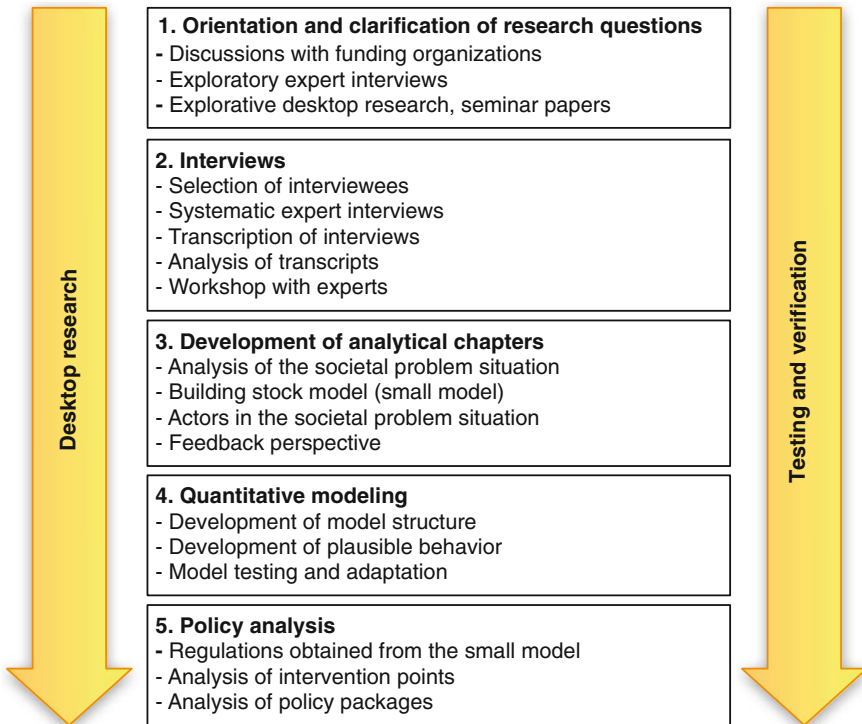 1. Orientation and clarification of research questions
- Discussions with funding organizations
- Exploratory expert interviews
- Explorative desktop research, seminar papers
2. Interviews
- Selection of interviewees
- Systematic expert interviews
- Transcription of interviews
- Analysis of transcripts
- Workshop with experts
3. Development of analytical chapters
- Analysis of the societal problem situation
- Building stock model (small model)
- Actors in the societal problem situation
- Feedback perspective
4. Quantitative modeling
- Development of model structure
- Development of plausible behavior
- Model testing and adaptation
5. Policy analysis
- Regulations obtained from the small model
- Analysis of intervention points
- Analysis of policy packages
Desktop research
Testing and verification